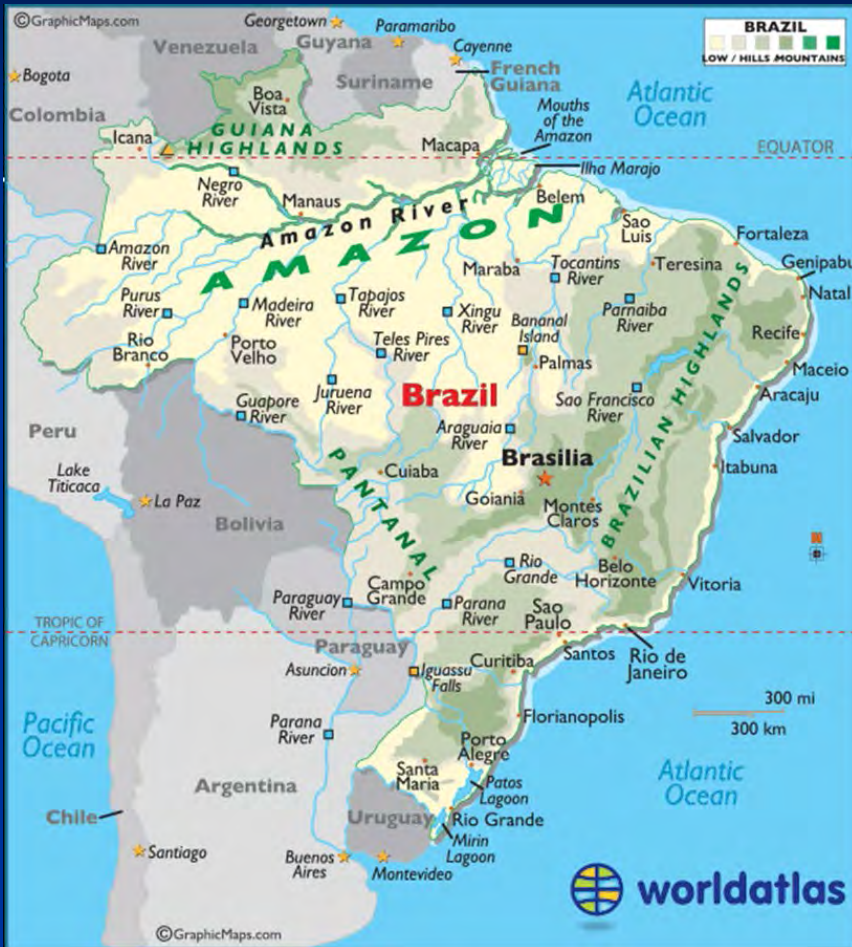 ©GraphicMaps.com
Georgetown
Paramaribo
BRAZIL
LOW / HILLS MOUNTAINS
Venezuela
Guyana
Cayenne
Bogota
Suriname
French
Guiana
Colombia
Boa
Vista
Atlantic
Ocean
Mouths
of the
Amazon
Icana
GUIANA
HIGHLANDS
Macapa
EQUATOR
Ilha Marajo
Negro
River
Manaus
Belem
Amazon River
AMAZON
Sao
Luis
Fortaleza
Amazon
River
Maraba
Tocantins
River
Teresina
Genipabu
Natal
Purus
River
Madeira
River
Tapajos
River
Xingu
River
Parnaiba
River
Bananal
Island
Recife
Rio
Branco
Porto
Velho
Teles Pires
River
Palmas
Maceio
Juruena
River
Brazil
Sao Francisco
River
Aracaju
Guapore
River
Araguaia
River
BRAZILIAN HIGHLANDS
Peru
Salvador
Brasilia
Itabuna
Lake
Titicaca
PANTANAL
Cuiaba
La Paz
Goiania
Montes
Claros
Bolivia
N
Rio
Grande
Belo
Horizonte
Campo
Grande
Vitoria
Paraguay
River
Parana
River
Sao
Paulo
TROPIC OF
CAPRICORN
Paraguay
Santos
Rio de
Janeiro
Asuncion
Iguassu
Falls
Curitiba
300 mi
300 km
Pacific
Ocean
Parana
River
Florianopolis
Porto
Alegre
Santa
Maria
Patos
Lagoon
Atlantic
Ocean
Argentina
Chile
Uruguay
Rio Grande
Mirin
Lagoon
Santiago
Buenos
Aires
Montevideo
worldatlas
©GraphicMaps.com